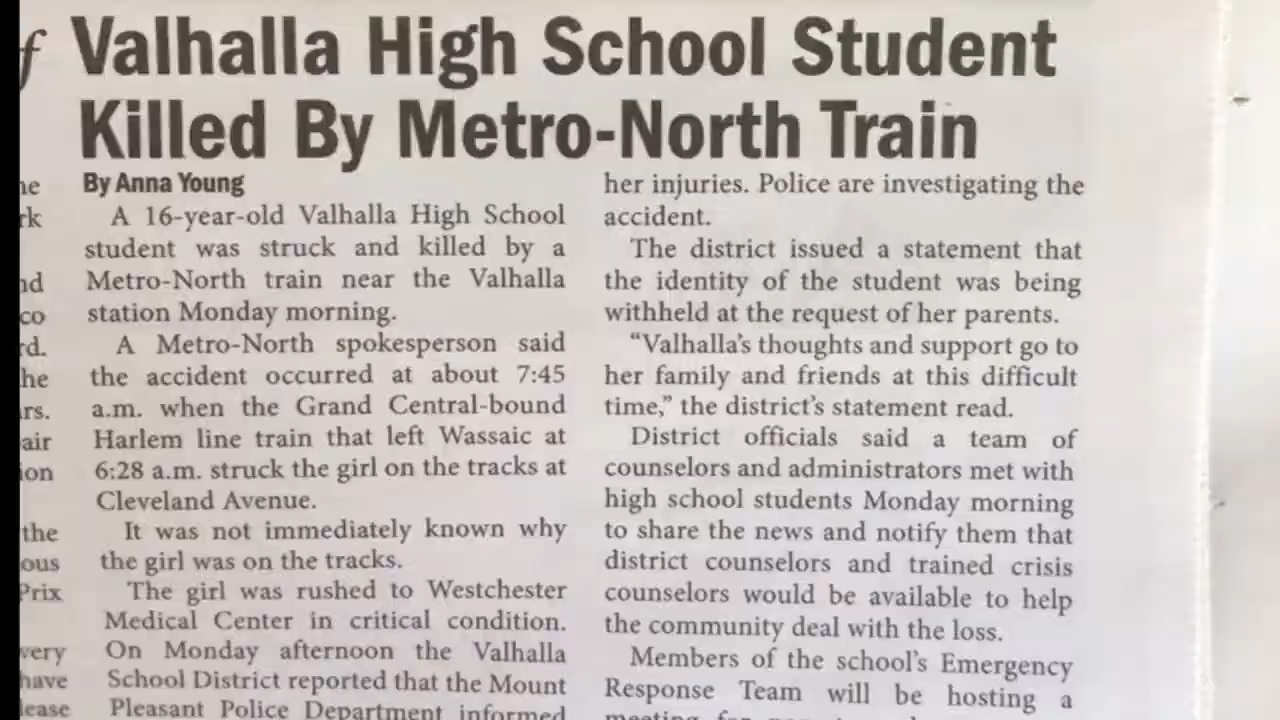 Valhalla High School Student
Killed By Metro-North Train
By Anna Young
A 16-year-old Valhalla High School
student was struck and killed by a
Metro-North train near the Valhalla
station Monday morning.
A Metro-North spokesperson said
the accident occurred at about 7:45
a.m. when the Grand Central-bound
Harlem line train that left Wassaic at
6:28 a.m. struck the girl on the tracks at
Cleveland Avenue.
It was not immediately known why
the girl was on the tracks.
The girl was rushed to Westchester
Medical Center in critical condition.
On Monday afternoon the Valhalla
School District reported that the Mount
Pleasant Police Department informed
her injuries. Police are investigating the
accident.
The district issued a statement that
the identity of the student was being
withheld at the request of her parents.
“Valhalla’s thoughts and support go to
her family and friends at this difficult
time,” the district’s statement read.
District officials said a team of
counselors and administrators met with
high school students Monday morning
to share the news and notify them that
district counselors and trained crisis
counselors would be available to help
the community deal with the loss.
Members of the school’s Emergency
Response Team will be hosting a